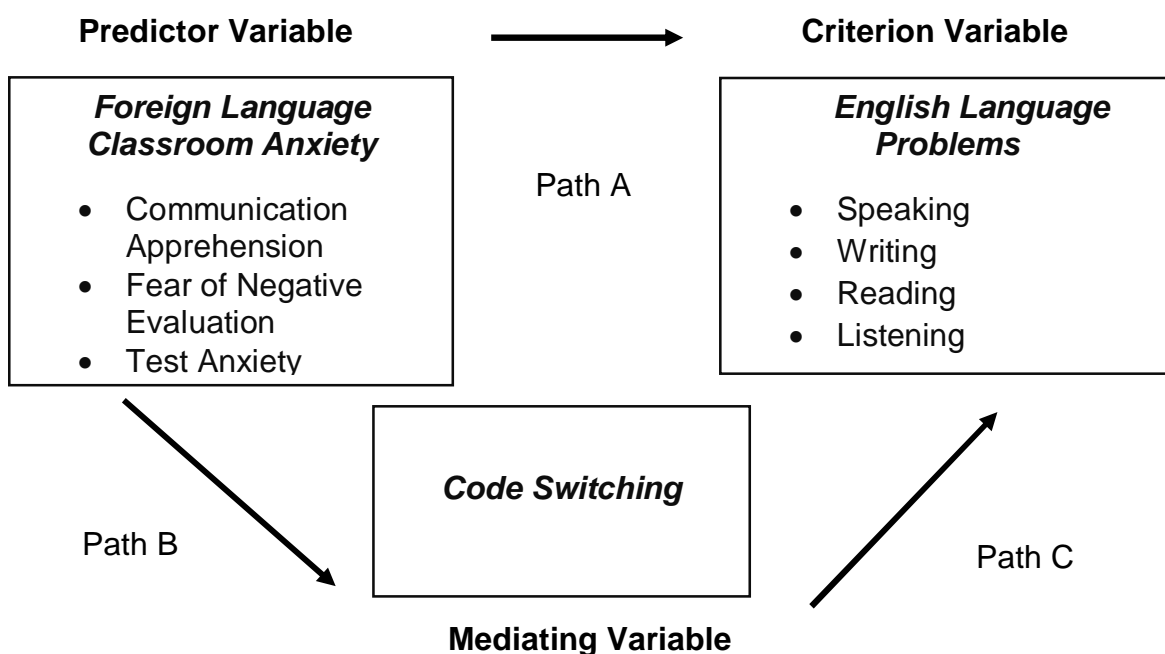 Predictor Variable
Criterion Variable
Foreign Language
Classroom Anxiety
• Communication
Apprehension
• Fear of Negative
Evaluation
• Test Anxiety
Path A
English Language
Problems
• Speaking
• Writing
• Reading
• Listening
Code Switching
Path B
Path C
Mediating Variable